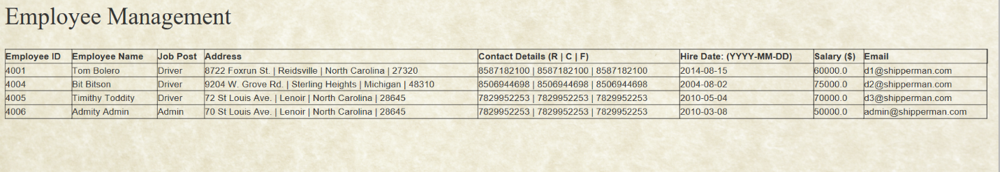 Employee Management
Employee ID Employee Name Job Post Address Contact Details (R | C | F) Hire Date: (YYYY-MM-DD) Salary ($) Email
4001 Tom Bolero Driver 8722 Foxrun St. | Reidsville | North Carolina | 27320 8587182100 | 8587182100 | 8587182100 2014-08-15 60000.0 d1@shipperman.com
4004 Bit Bitson Driver 9204 W. Grove Rd. | Sterling Heights | Michigan | 48310 8506944698 | 8506944698 | 8506944698 2004-08-02 75000.0 d2@shipperman.com
4005 Timithy Toddity Driver 72 St Louis Ave. | Lenoir | North Carolina | 28645 7829952253 | 7829952253 | 7829952253 2010-05-04 70000.0 d3@shipperman.com
4006 Admity Admin Admin 70 St Louis Ave. | Lenoir | North Carolina | 28645 7829952253 | 7829952253 | 7829952253 2010-03-08 50000.0 admin@shipperman.com